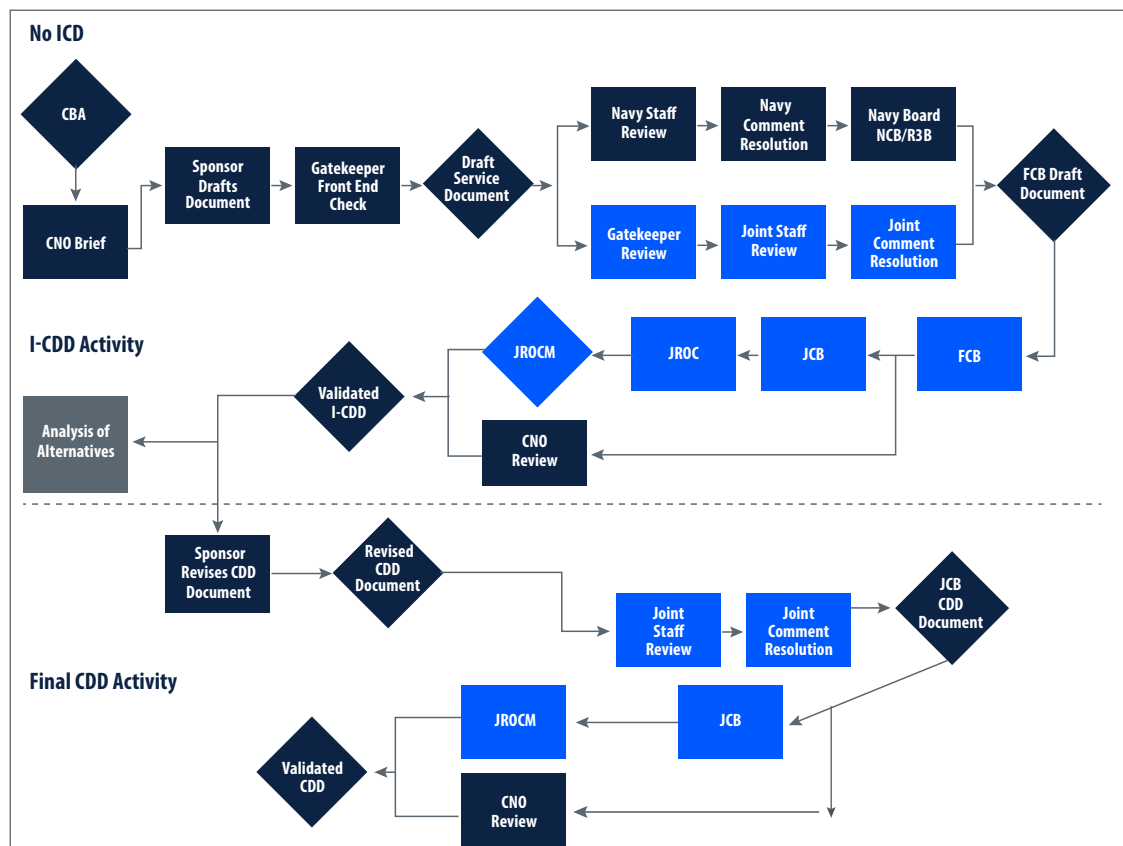 No ICD
CBA
CNO Brief
Sponsor
Drafts
Document
Gatekeeper
Front End
Check
Draft
Service
Document
Navy Staff
Review
Navy
Comment
Resolution
Navy Board
NCB/R3B
Gatekeeper
Review
Joint Staff
Review
Joint
Comment
Resolution
FCB Draft
Document
I-CDD Activity
FCB
JCB
JROC
JROCM
CNO
Review
Validated
I-CDD
Analysis of
Alternatives
Sponsor
Revises CDD
Document
Revised
CDD
Document
Joint
Staff
Review
Joint
Comment
Resolution
JCB
CDD
Document
Final CDD Activity
JCB
JROCM
CNO
Review
Validated
CDD